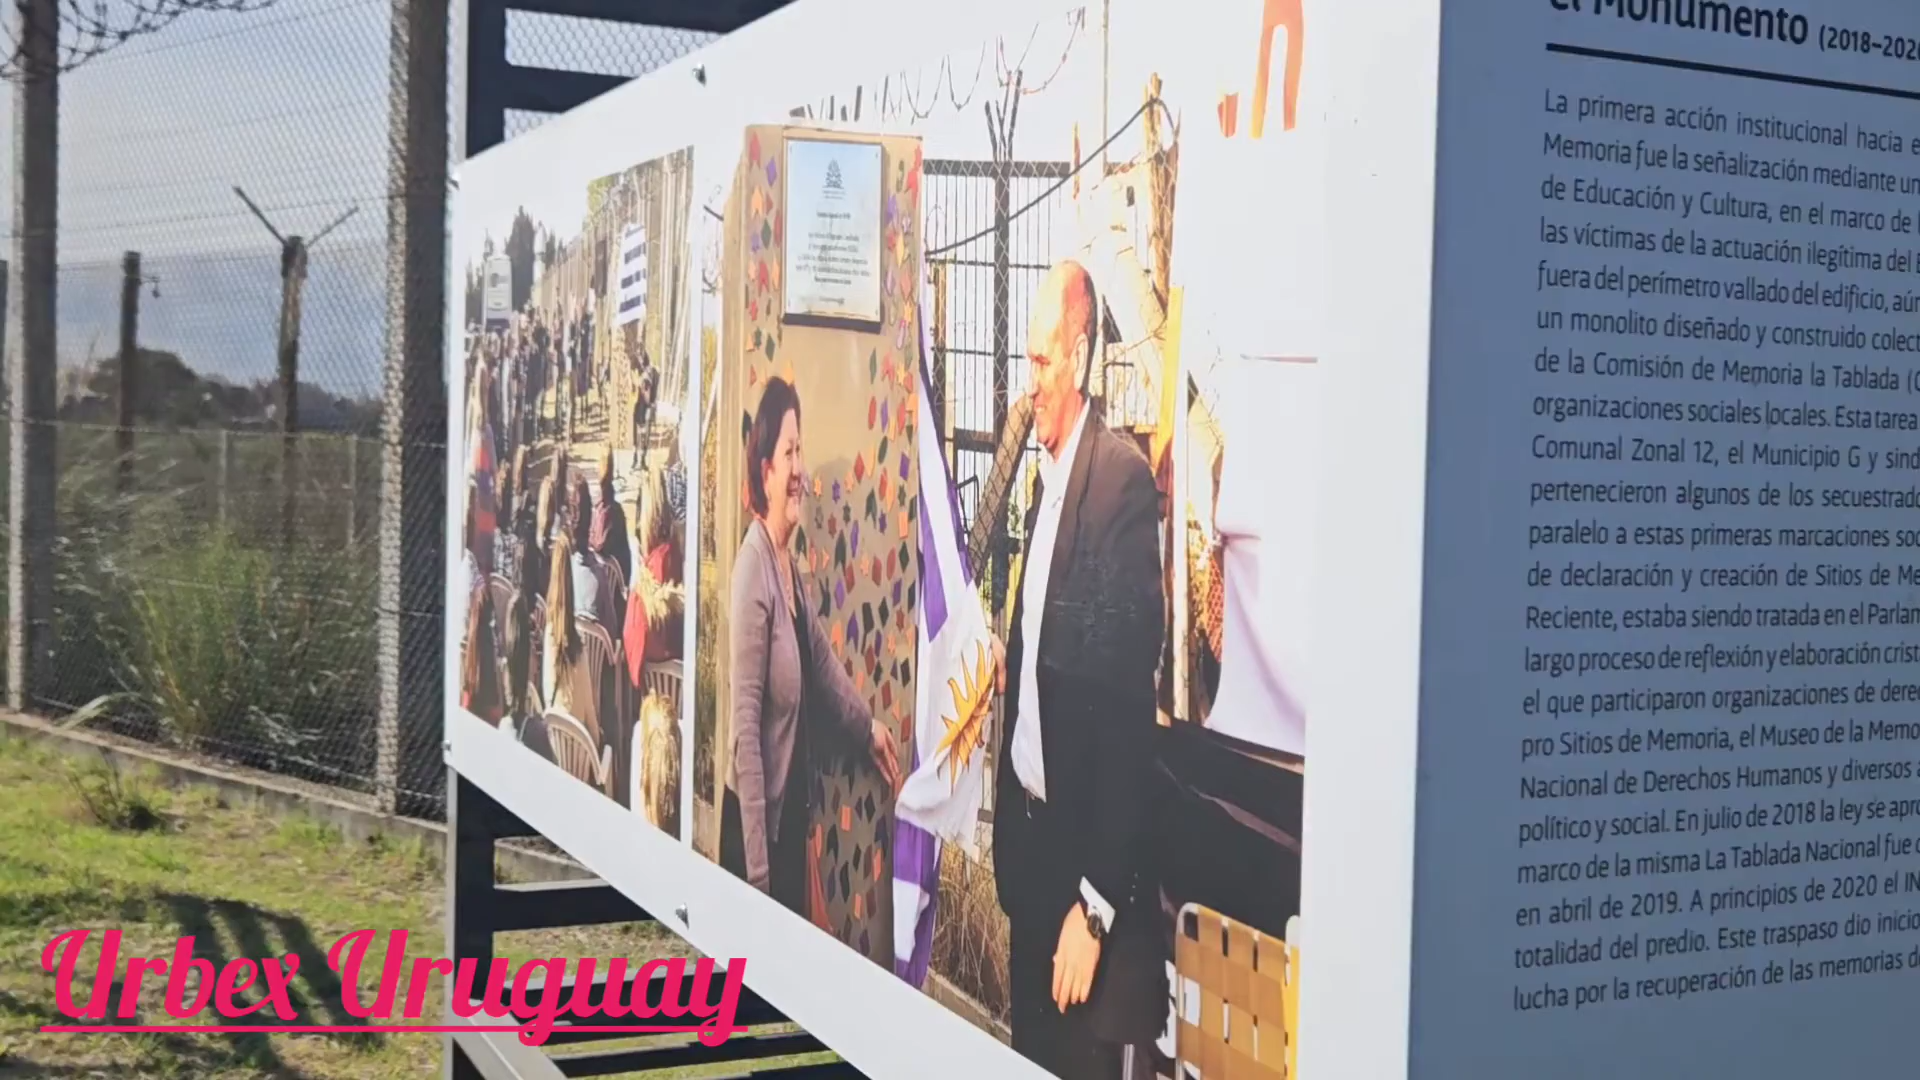 el Monumento (2018-202
La primera acción institucional hacia e
Memoria fue la señalización mediante un
de Educación y Cultura, en el marco de l
las víctimas de la actuación ilegítima del E
fuera del perímetro vallado del edificio, aún
un monolito diseñado y construido colect
de la Comisión de Memoria la Tablada (C
organizaciones sociales locales. Esta tarea
Comunal Zonal 12, el Municipio G y sind
pertenecieron algunos de los secuestrado
paralelo a estas primeras marcaciones soc
de declaración y creación de Sitios de Me
Reciente, estaba siendo tratada en el Parlam
largo proceso de reflexión y elaboración crist
el que participaron organizaciones de derec
pro Sitios de Memoria, el Museo de la Memo
Nacional de Derechos Humanos y diversos a
político y social. En julio de 2018 la ley se apro
marco de la misma La Tablada Nacional fue d
en abril de 2019. A principios de 2020 el IN
totalidad del predio. Este traspaso dio inicio
lucha por la recuperación de las memorias d
Urbex Uruguay